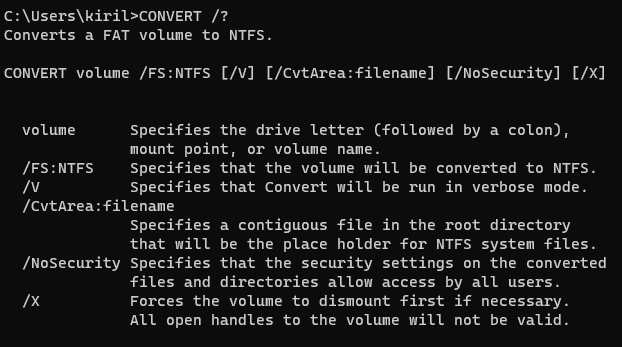 C:\Users\kiril>CONVERT /?
Converts a FAT volume to NTFS.
CONVERT volume /FS:NTFS [/V] [/CvtArea:filename] [/NoSecurity] [/X]
volume Specifies the drive letter (followed by a colon),
mount point, or volume name.
/FS:NTFS Specifies that the volume will be converted to NTFS.
/V Specifies that Convert will be run in verbose mode.
/CvtArea:filename
Specifies a contiguous file in the root directory
that will be the place holder for NTFS system files.
/NoSecurity Specifies that the security settings on the converted
files and directories allow access by all users.
/X Forces the volume to dismount first if necessary.
All open handles to the volume will not be valid.